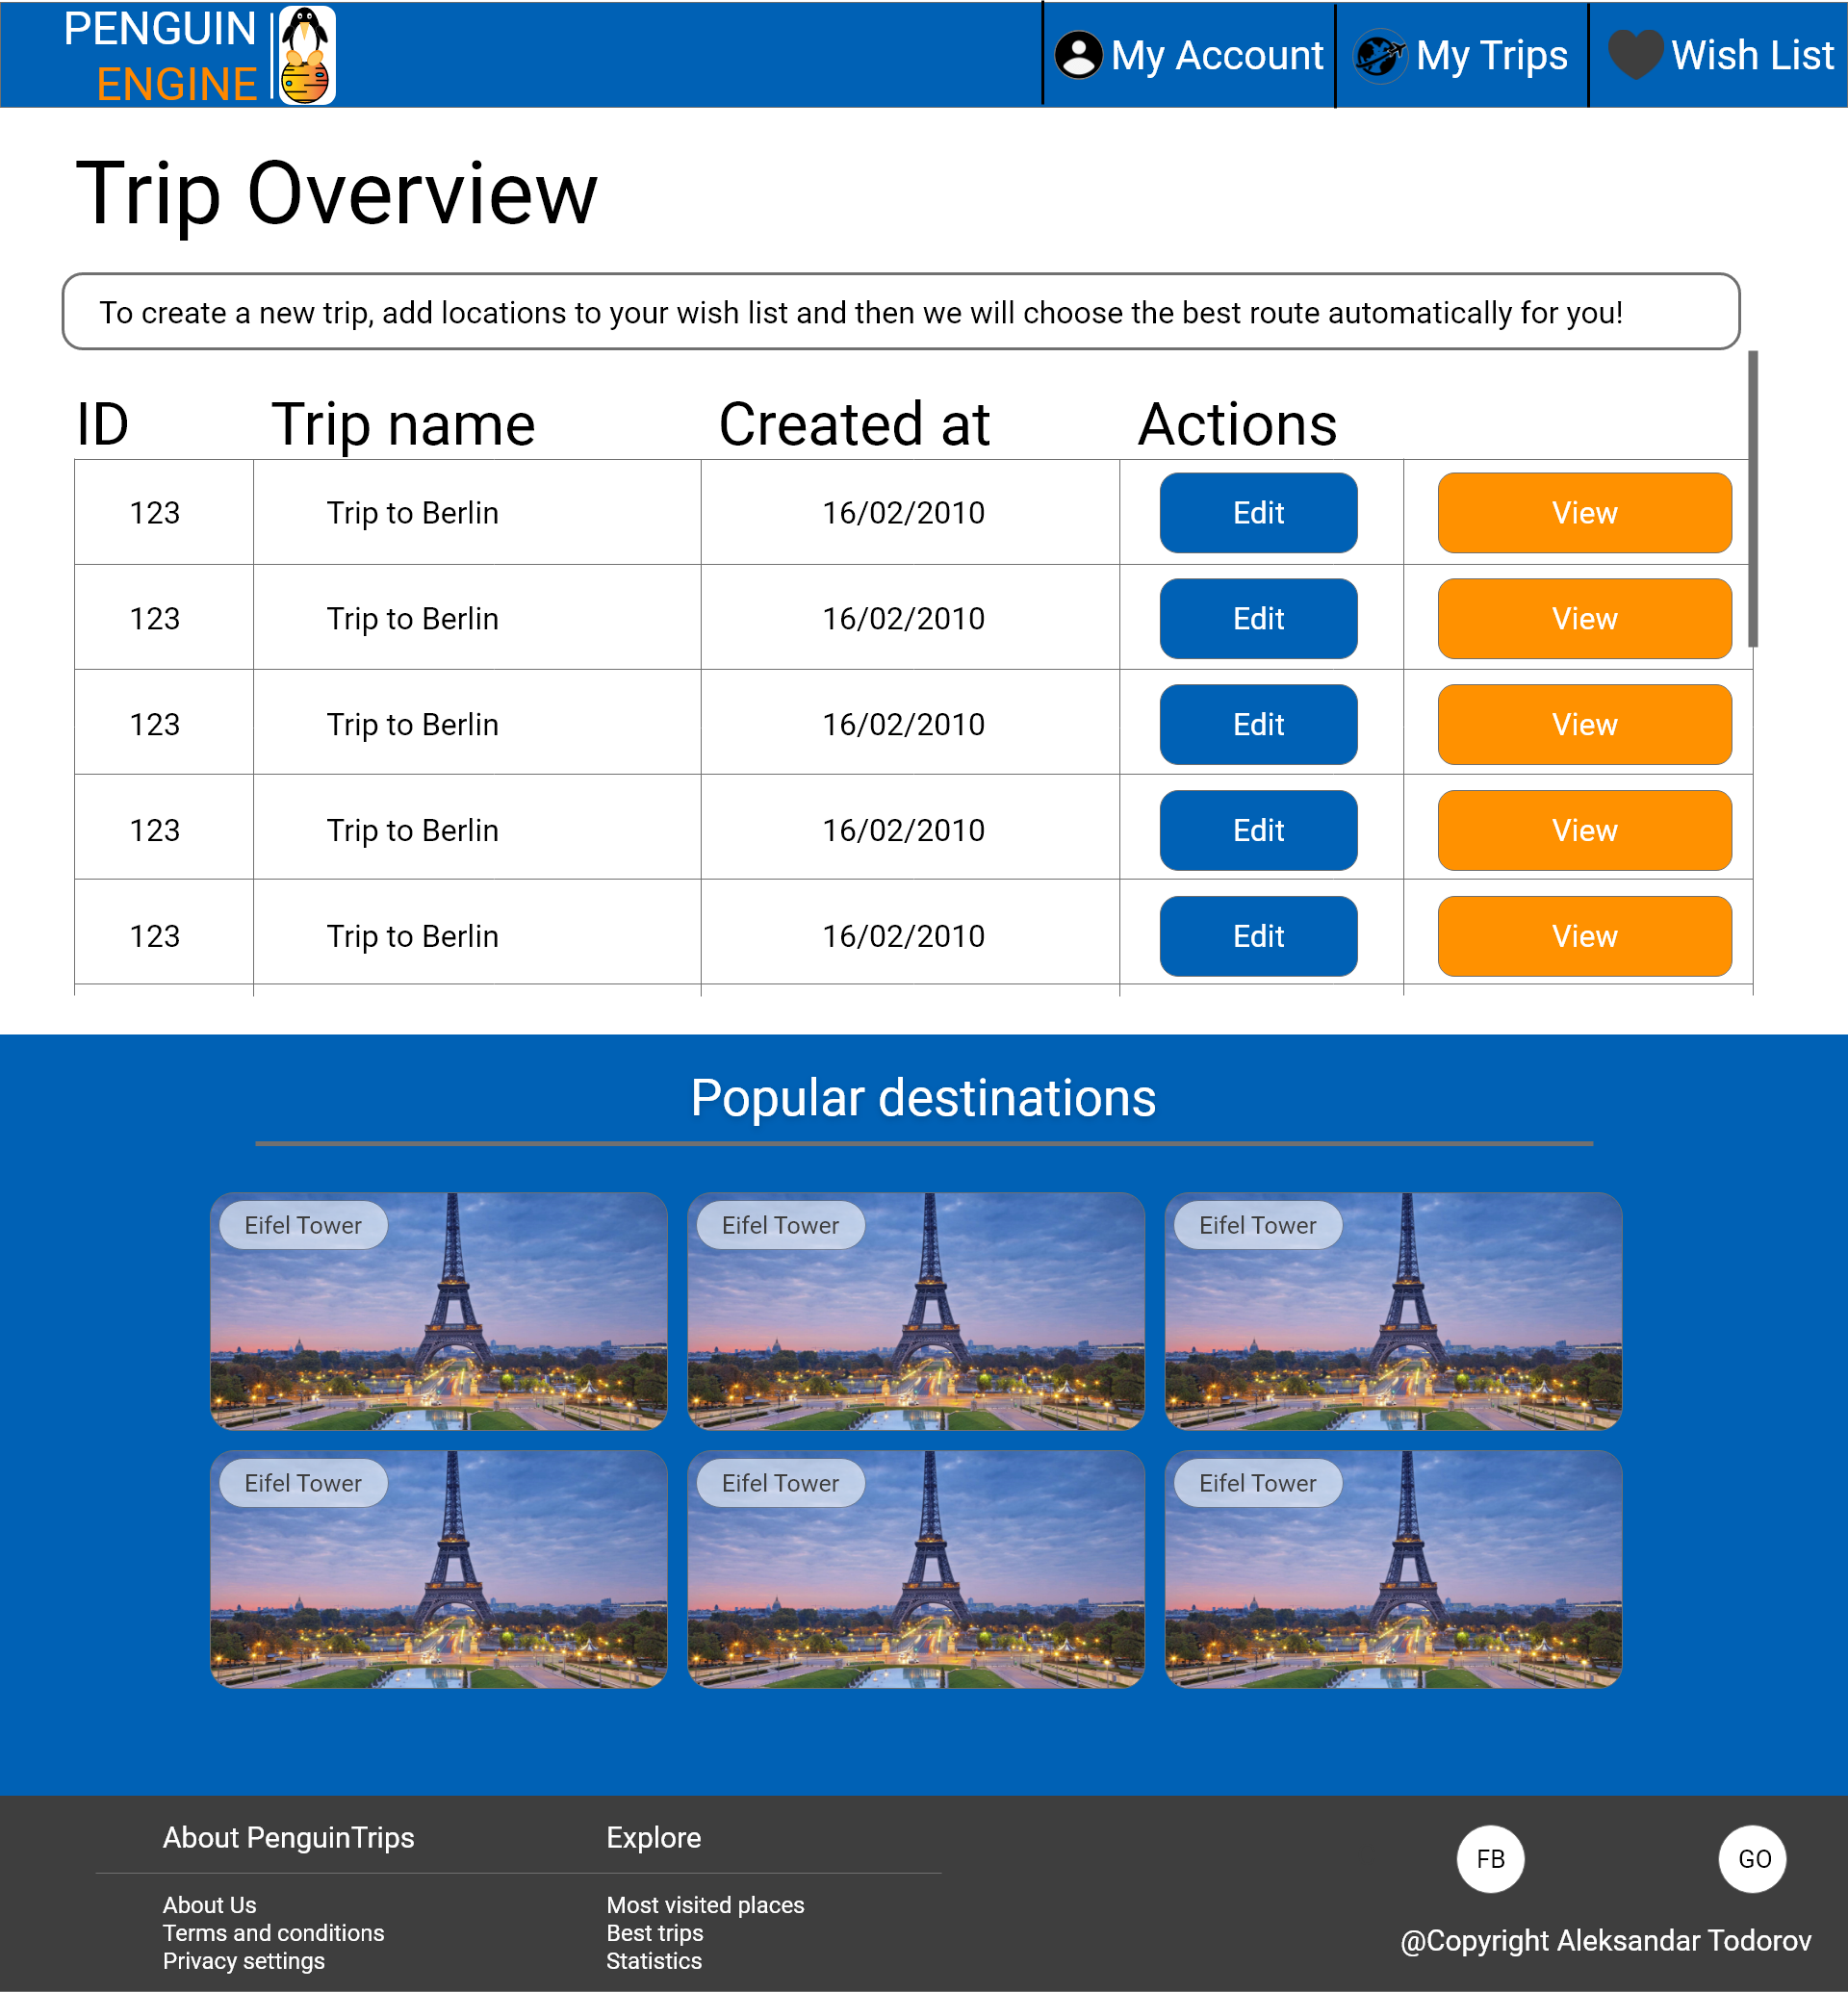 PENGUIN
ENGINE
My Account
My Trips
Wish List
Trip Overview
To create a new trip, add locations to your wish list and then we will choose the best route automatically for you!
ID Trip name Created at Actions
123 Trip to Berlin 16/02/2010 Edit View
123 Trip to Berlin 16/02/2010 Edit View
123 Trip to Berlin 16/02/2010 Edit View
123 Trip to Berlin 16/02/2010 Edit View
123 Trip to Berlin 16/02/2010 Edit View
Popular destinations
Eifel Tower Eifel Tower Eifel Tower
Eifel Tower Eifel Tower Eifel Tower
About PenguinTrips
About Us
Terms and conditions
Privacy settings
Explore
Most visited places
Best trips
Statistics
FB GO
@Copyright Aleksandar Todorov